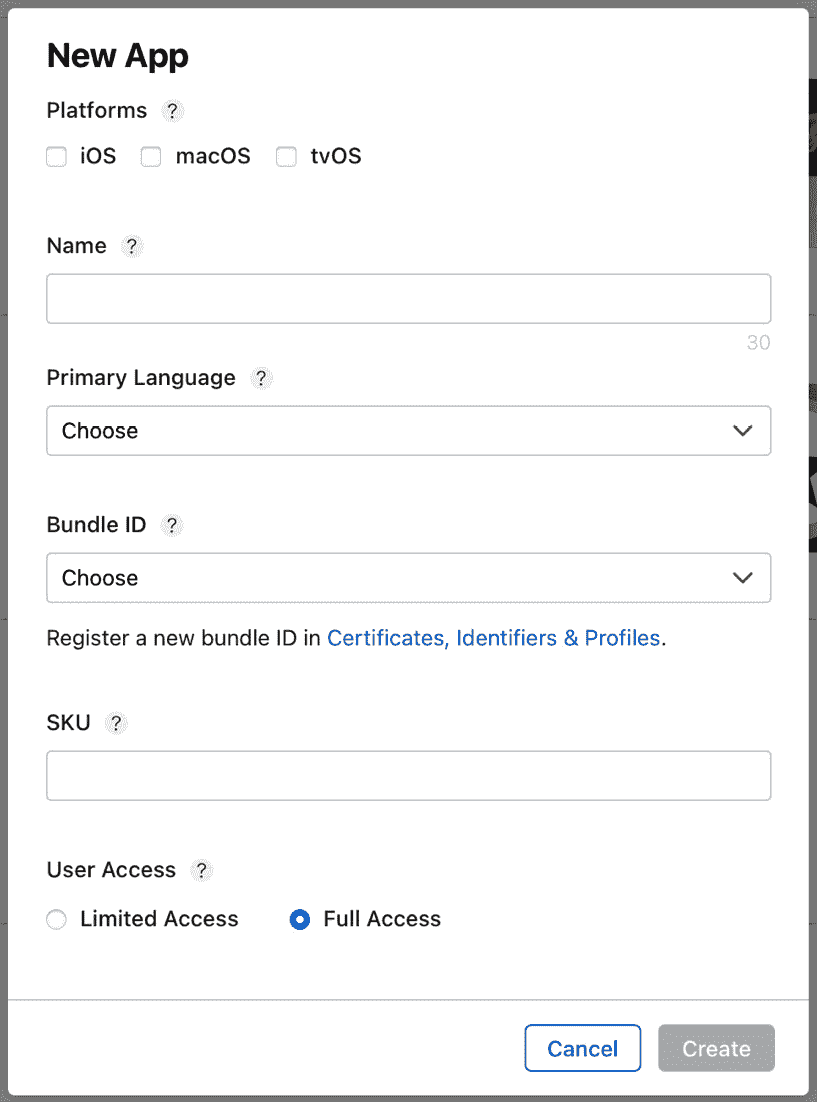 New App
Platforms ?
iOS macOS tvOS
Name ?
30
Primary Language ?
Choose
Bundle ID ?
Choose
Register a new bundle ID in Certificates, Identifiers & Profiles.
SKU ?
User Access ?
Limited Access Full Access
Cancel Create